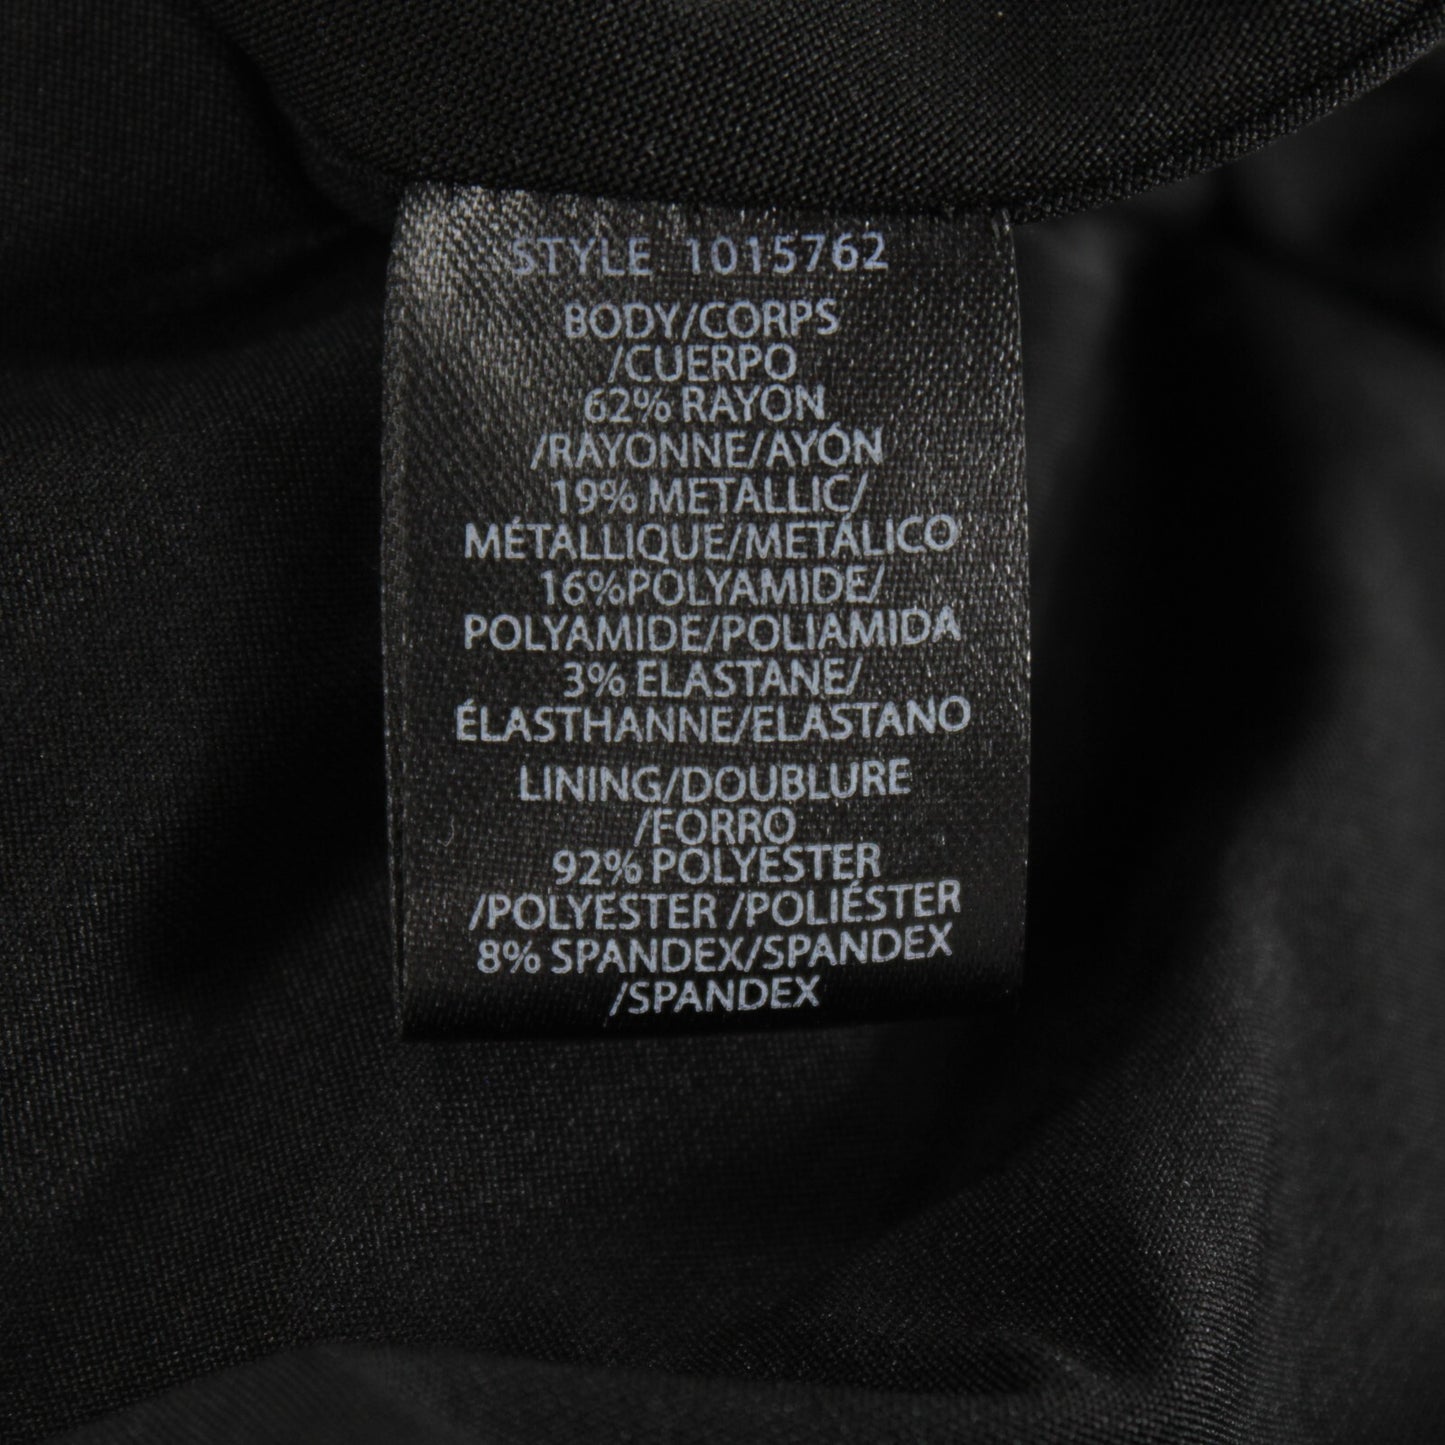 STYLE 1015762
BODY/CORPS
/CUERPO
62% RAYON
/RAYONNE/AYÓN
19% METALLIC/
MÉTALLIQUE/METÁLICO
16%POLYAMIDE/
POLYAMIDE/POLIAMIDA
3% ELASTANE/
ÉLASTHANNE/ELASTANO
LINING/DOUBLURE
/FORRO
92% POLYESTER
/POLYESTER /POLIÉSTER
8% SPANDEX/SPANDEX
/SPANDEX